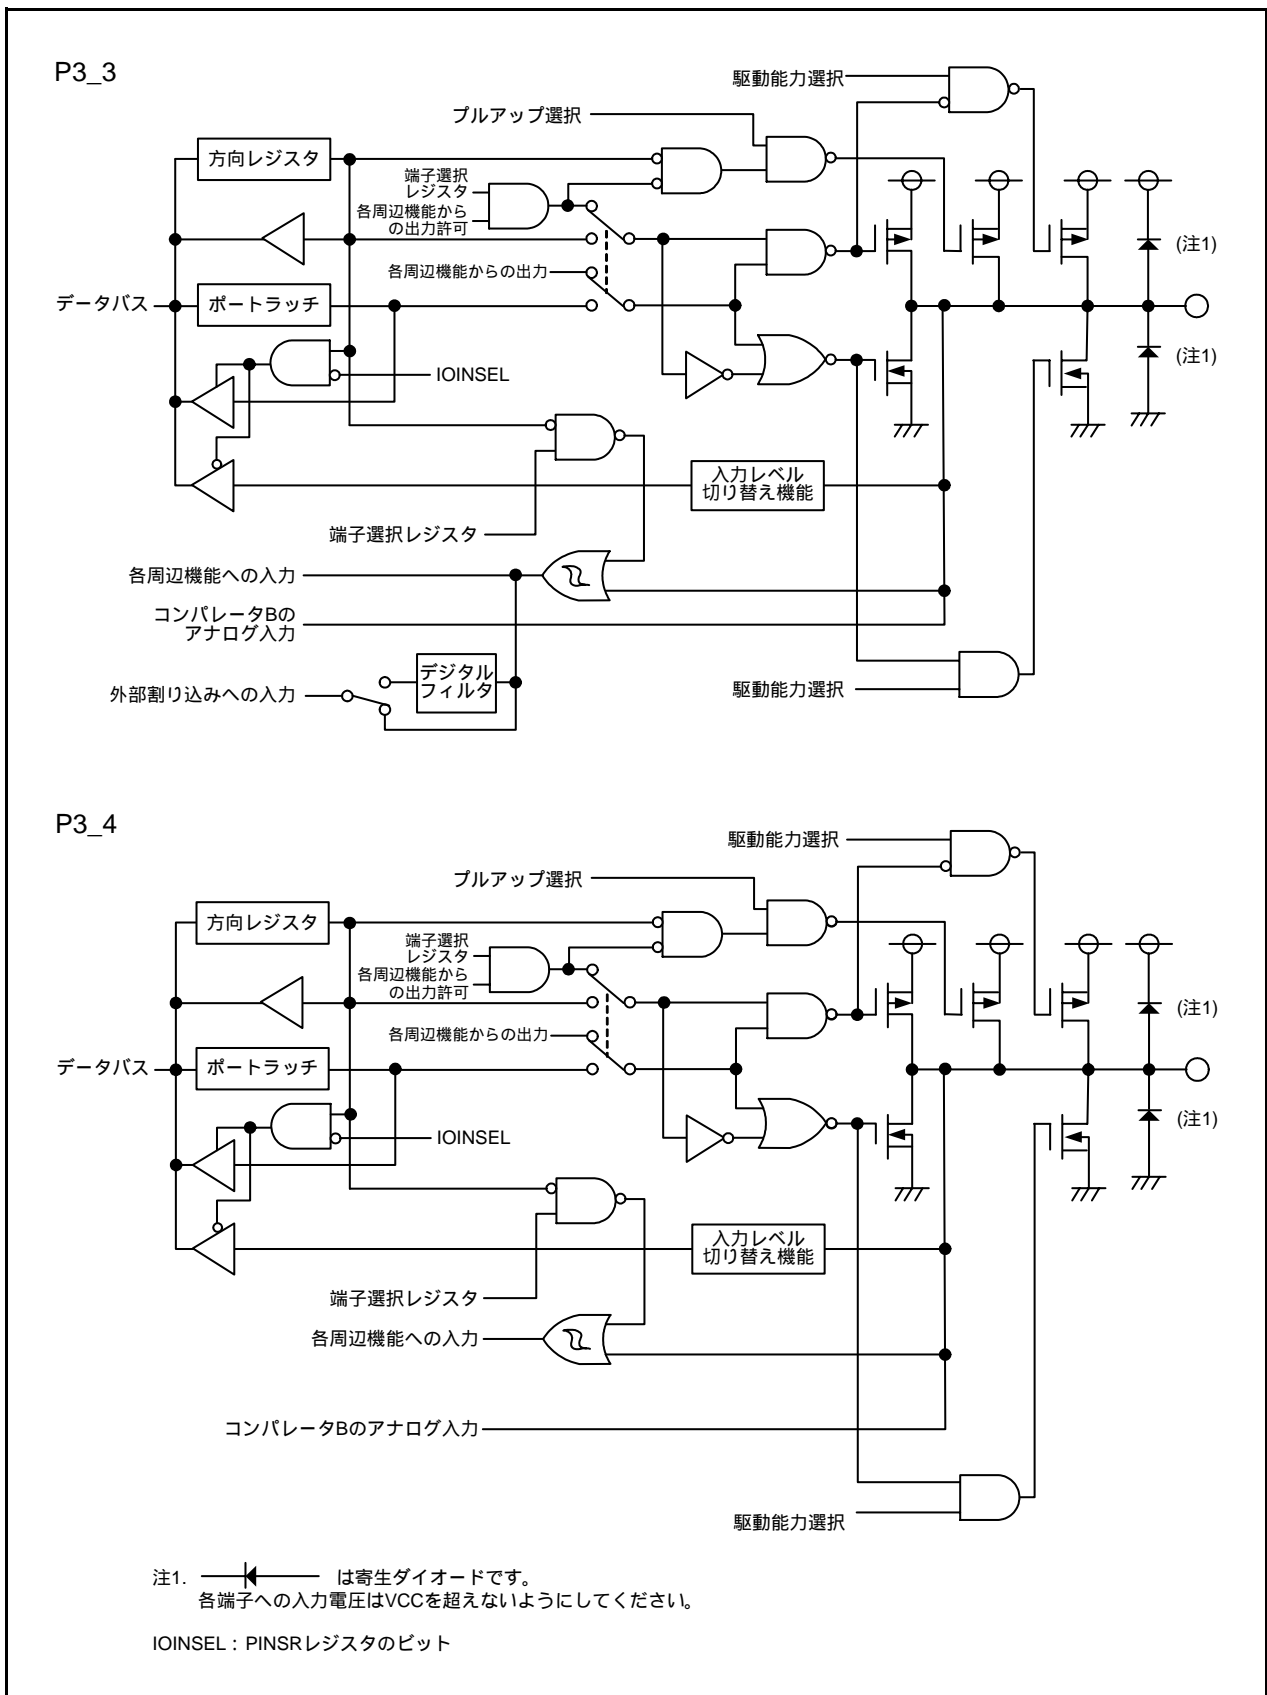 P3_3
駆動能力選択
プルアップ選択
方向レジスタ
端子選択
レジスタ
各周辺機能から
の出力許可
(注1)
各周辺機能からの出力
データバス
ポートラッチ
(注1)
IOINSEL
入力レベル
切り替え機能
端子選択レジスタ
各周辺機能への入力
コンパレータBの
アナログ入力
デジタル
フィルタ
外部割り込みへの入力
駆動能力選択
P3_4
駆動能力選択
プルアップ選択
方向レジスタ
端子選択
レジスタ
各周辺機能から
の出力許可
(注1)
各周辺機能からの出力
データバス
ポートラッチ
(注1)
IOINSEL
入力レベル
切り替え機能
端子選択レジスタ
各周辺機能への入力
コンパレータBのアナログ入力
駆動能力選択
注1. は寄生ダイオードです。
各端子への入力電圧はVCCを超えないようにしてください。
IOINSEL：PINSRレジスタのビット